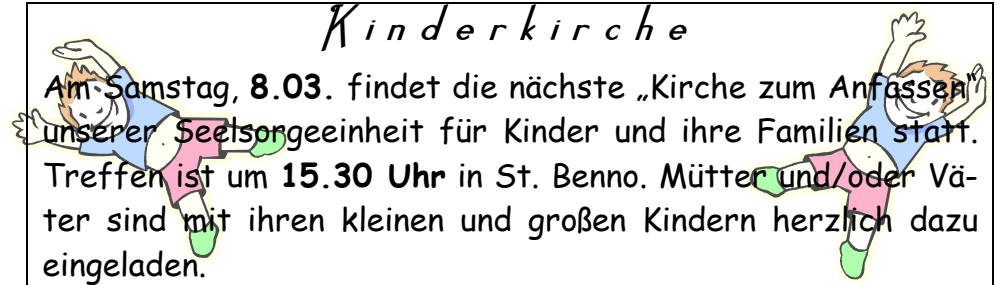 Kinderkirche
Am Samstag, 8.03. findet die nächste „Kirche zum Anfassen“
unserer Seelsorgeeinheit für Kinder und ihre Familien statt.
Treffen ist um 15.30 Uhr in St. Benno. Mütter und/oder Vä-
ter sind mit ihren kleinen und großen Kindern herzlich dazu
eingeladen.